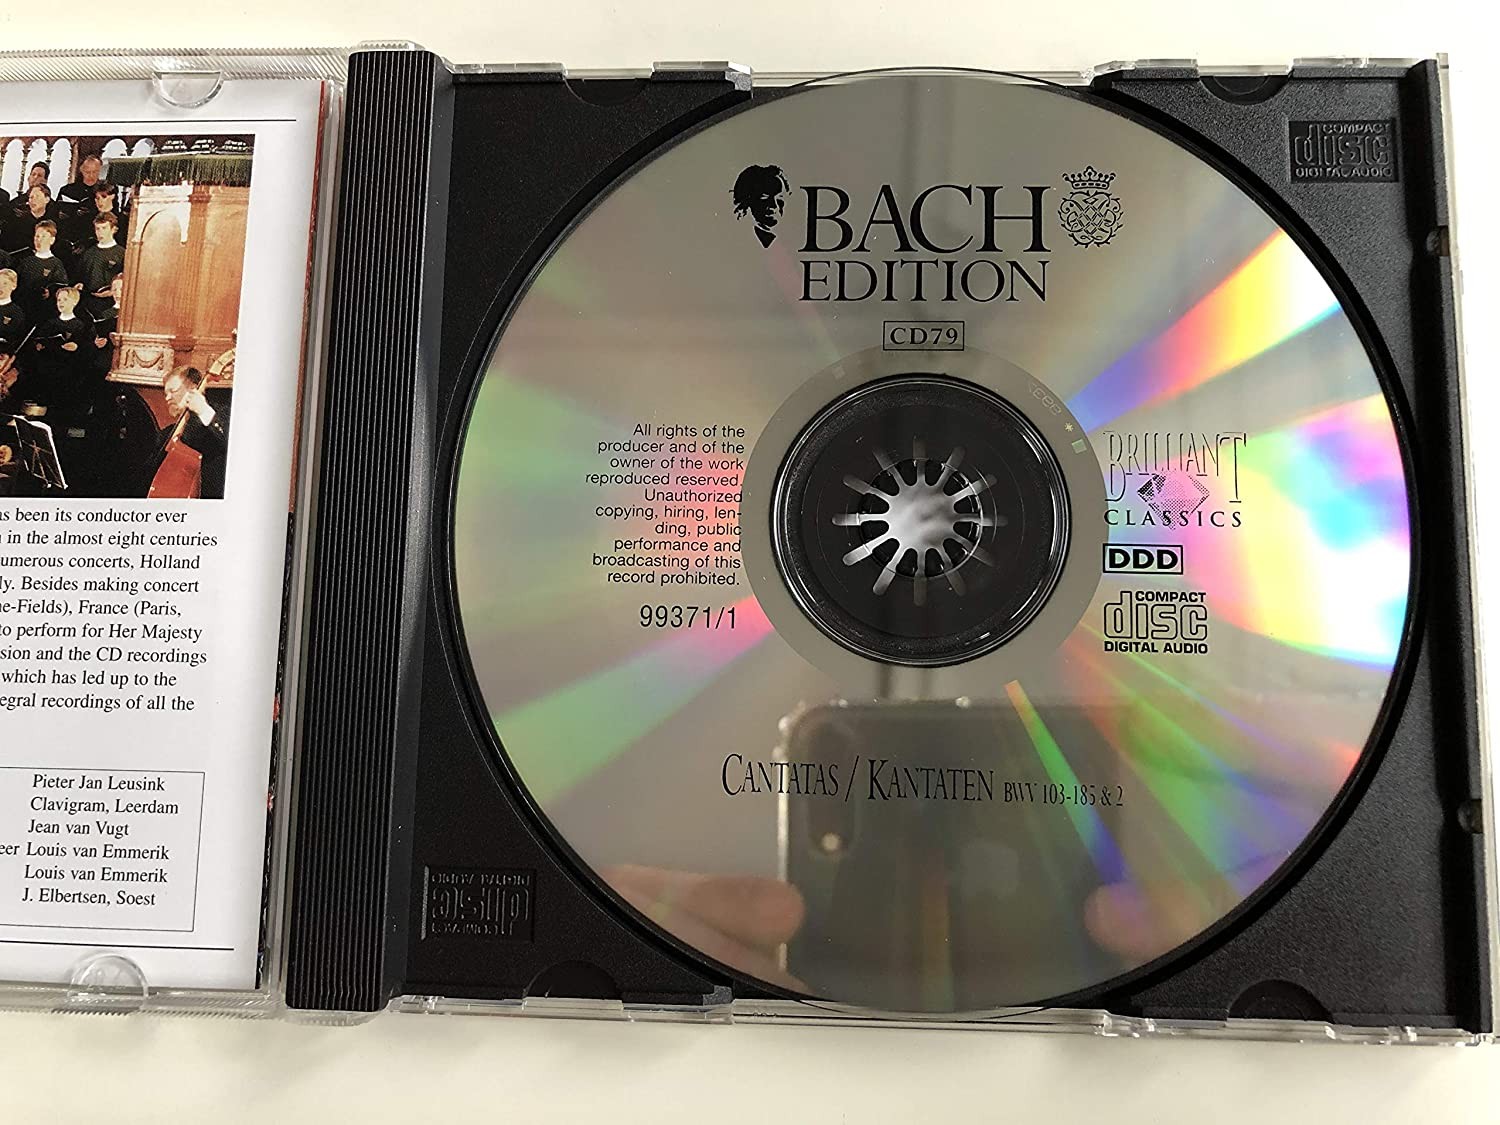 as been its conductor ever
in the almost eight centuries
umerous concerts, Holland
ly. Besides making concert
ne-Fields), France (Paris,
to perform for Her Majesty
sion and the CD recordings
which has led up to the
egral recordings of all the
Pieter Jan Leusink
Clavigram, Leerdam
Jean van Vugt
eer Louis van Emmerik
Louis van Emmerik
J. Elbertsen, Soest
BACH
EDITION
CD79
All rights of the
producer and of the
owner of the work
reproduced reserved.
Unauthorized
copying, hiring, len-
ding, public
performance and
broadcasting of this
record prohibited.
99371/1
BRILLIANT
CLASSICS
DDD
COMPACT
disc
DIGITAL AUDIO
CANTATAS / KANTATEN BWV 103-185 & 2
COMPACT
disc
DIGITAL AUDIO
COMPACT
disc
DIGITAL AUDIO